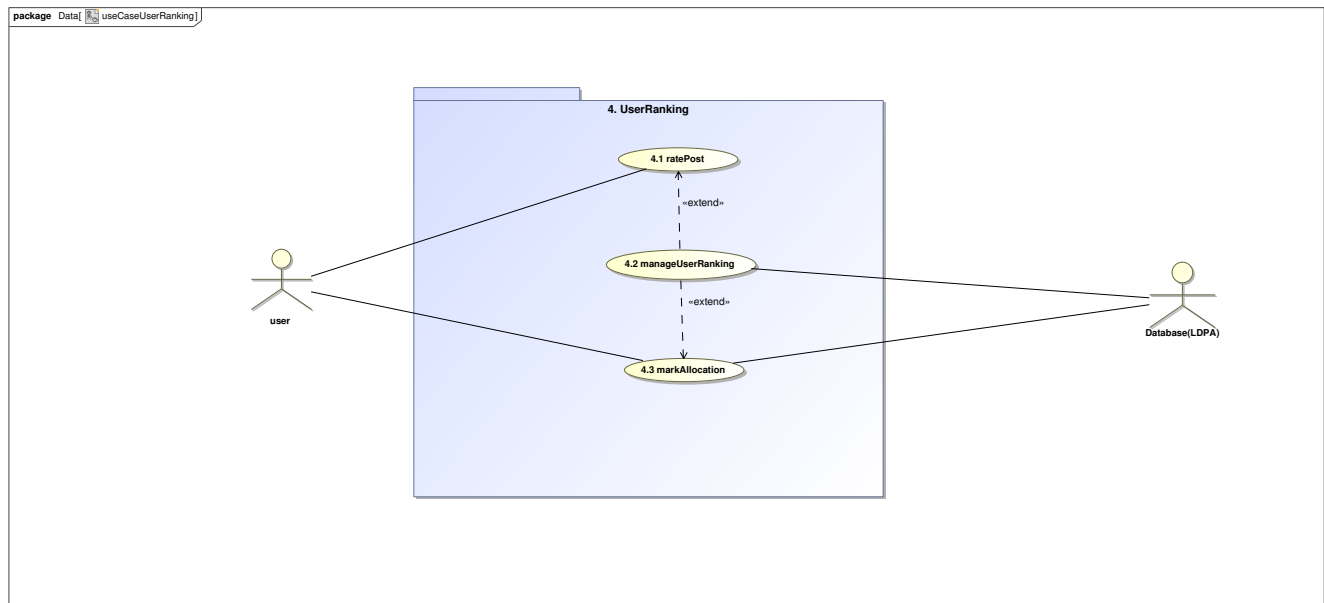 package Data[ useCaseUserRanking]
4. UserRanking
4.1 ratePost
«extend»
4.2 manageUserRanking
«extend»
4.3 markAllocation
user
Database(LDPA)